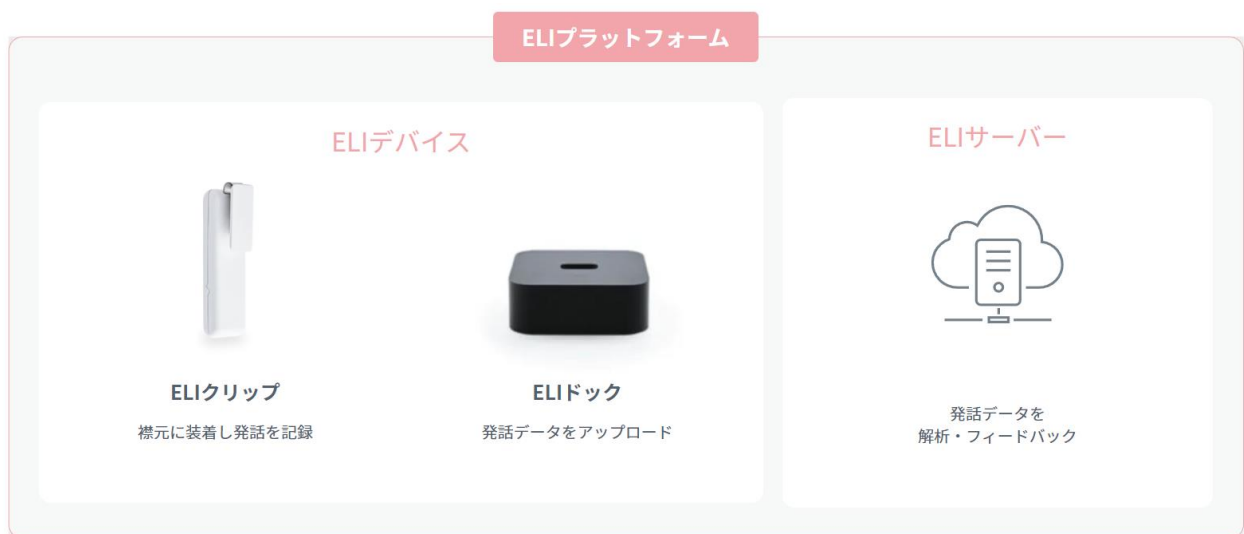 ELIプラットフォーム
ELIデバイス
ELIクリップ
襟元に装着し発話を記録
ELIドック
発話データをアップロード
ELIサーバー
発話データを
解析・フィードバック